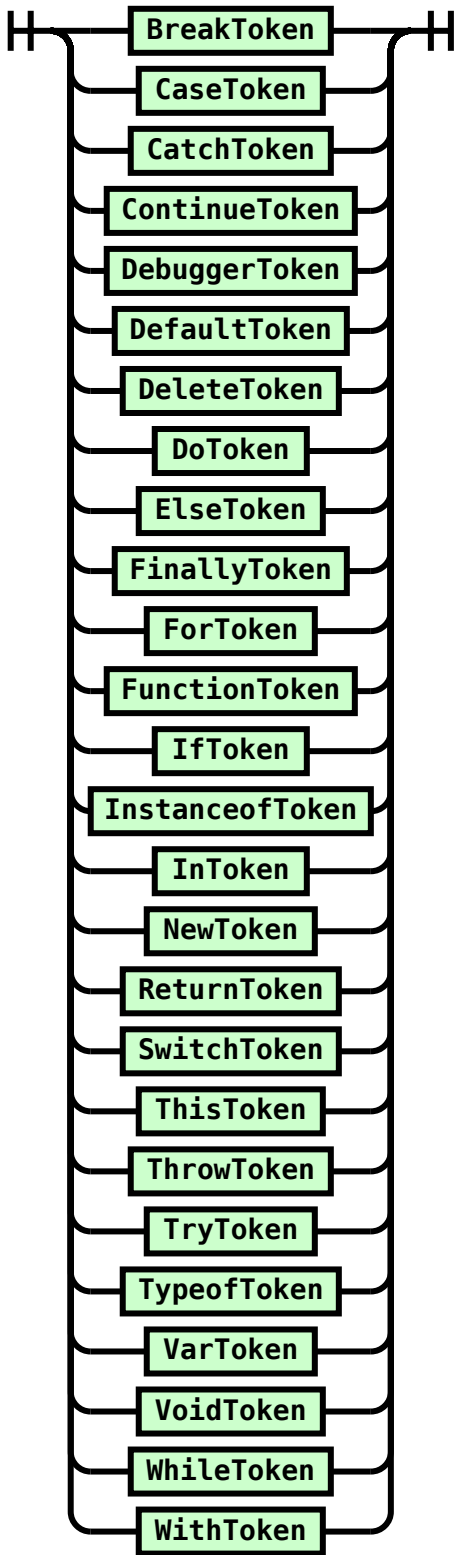 BreakToken
CaseToken
CatchToken
ContinueToken
DebuggerToken
DefaultToken
DeleteToken
DoToken
ElseToken
FinallyToken
ForToken
FunctionToken
IfToken
InstanceofToken
InToken
NewToken
ReturnToken
SwitchToken
ThisToken
ThrowToken
TryToken
TypeofToken
VarToken
VoidToken
WhileToken
WithToken